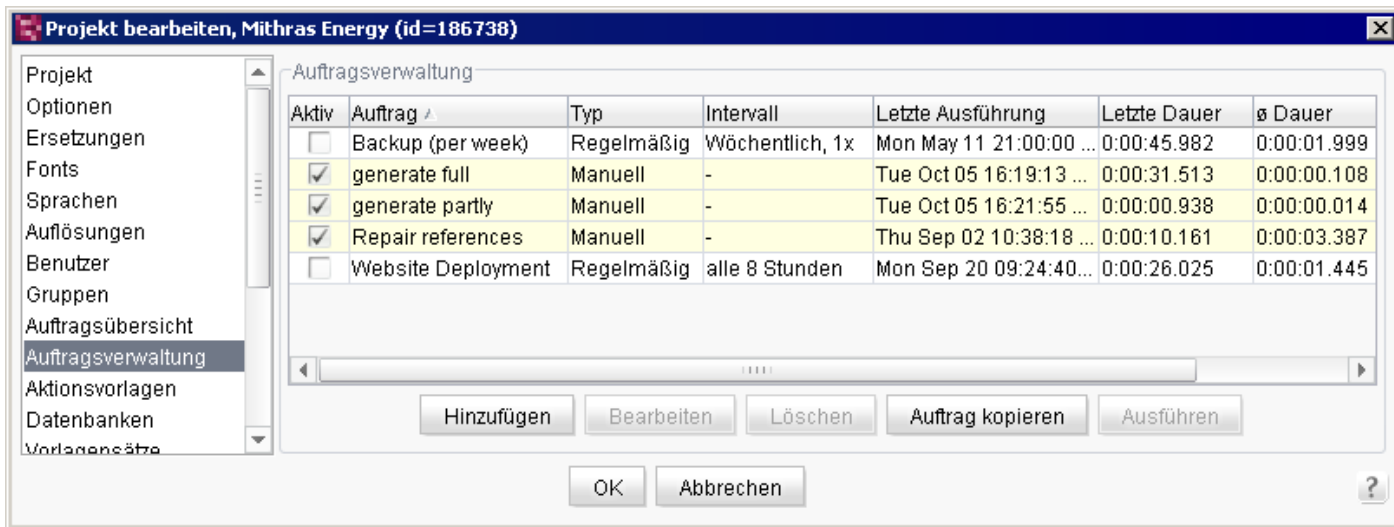 Projekt bearbeiten, Mithras Energy (id=186738)
Projekt
Optionen
Ersetzungen
Fonts
Sprachen
Auflösungen
Benutzer
Gruppen
Auftragsübersicht
Auftragsverwaltung
Aktionsvorlagen
Datenbanken
Vorlagensätze
Auftragsverwaltung
Aktiv Auftrag Typ Intervall Letzte Ausführung Letzte Dauer ø Dauer
Backup (per week) Regelmäßig Wöchentlich, 1x Mon May 11 21:00:00 ... 0:00:45.982 0:00:01.999
generate full Manuell - Tue Oct 05 16:19:13 ... 0:00:31.513 0:00:00.108
generate partly Manuell - Tue Oct 05 16:21:55 ... 0:00:00.938 0:00:00.014
Repair references Manuell - Thu Sep 02 10:38:18 ... 0:00:10.161 0:00:03.387
Website Deployment Regelmäßig alle 8 Stunden Mon Sep 20 09:24:40... 0:00:26.025 0:00:01.445
Hinzufügen Bearbeiten Löschen Auftrag kopieren Ausführen
OK Abbrechen ?